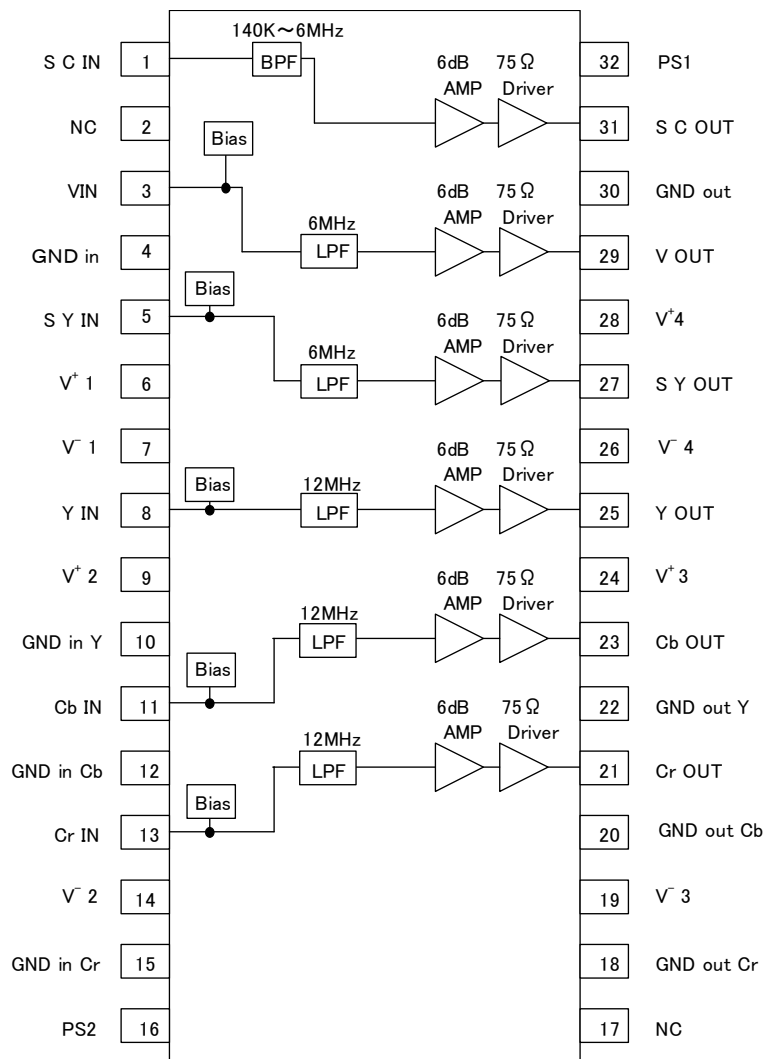 140K～6MHz
S C IN 1 BPF 6dB 75Ω 32 PS1
AMP Driver
NC 2 31 S C OUT
Bias
VIN 3 6dB 75Ω 30 GND out
6MHz AMP Driver
GND in 4 LPF 29 V OUT
Bias
S Y IN 5 6dB 75Ω 28 V⁺4
6MHz AMP Driver
V⁺ 1 6 LPF 27 S Y OUT
V⁻ 1 7 6dB 75Ω 26 V⁻ 4
Bias 12MHz AMP Driver
Y IN 8 LPF 25 Y OUT
V⁺ 2 9 6dB 75Ω 24 V⁺ 3
12MHz AMP Driver
GND in Y 10 LPF 23 Cb OUT
Bias
Cb IN 11 6dB 75Ω 22 GND out Y
12MHz AMP Driver
GND in Cb 12 LPF 21 Cr OUT
Bias
Cr IN 13 20 GND out Cb
V⁻ 2 14 19 V⁻ 3
GND in Cr 15 18 GND out Cr
PS2 16 17 NC